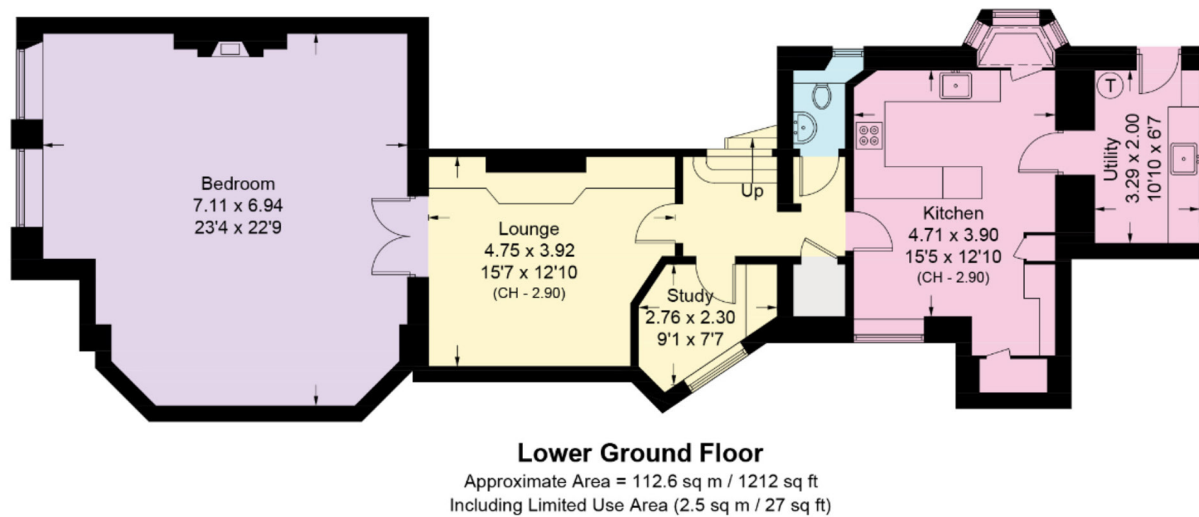 Bedroom
7.11 x 6.94
23'4 x 22'9
Lounge
4.75 x 3.92
15'7 x 12'10
(CH - 2.90)
Up
Study
2.76 x 2.30
9'1 x 7'7
Kitchen
4.71 x 3.90
15'5 x 12'10
(CH - 2.90)
T
Utility
3.29 x 2.00
10'10 x 6'7
Lower Ground Floor
Approximate Area = 112.6 sq m / 1212 sq ft
Including Limited Use Area (2.5 sq m / 27 sq ft)